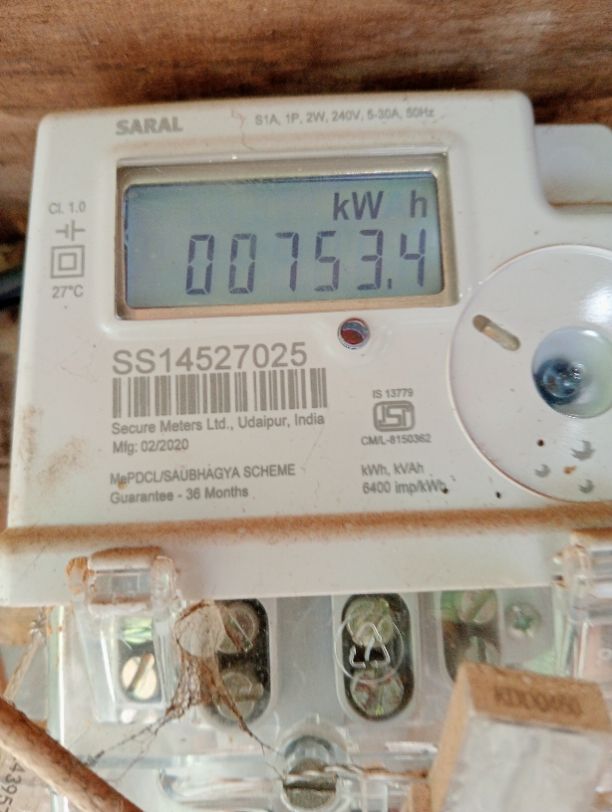 SARAL
S1A, 1P, 2W, 240V, 5-30A, 50Hz
kW h
00753.4
Cl. 1.0
27°C
SS14527025
Secure Meters Ltd., Udaipur, India
Mfg: 02/2020
IS 13779
CM/L-8150362
MePDCL/SAUBHAGYA SCHEME
Guarantee - 36 Months
kWh, kVAh
6400 imp/kWh